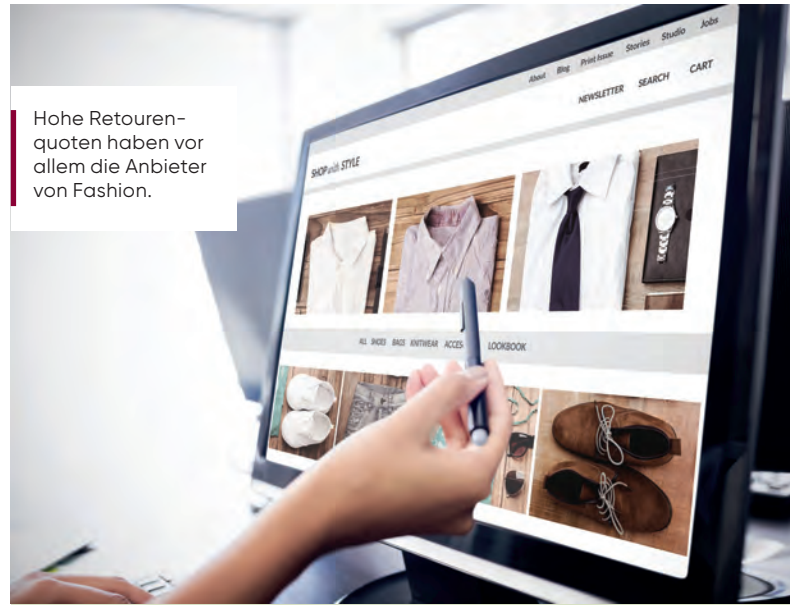 Hohe Retouren-
quoten haben vor
allem die Anbieter
von Fashion.
About Blog Print Issue Stories Studio Jobs
NEWSLETTER SEARCH CART
SHOP with STYLE
ALL SHOES BAGS KNITWEAR ACCES LOOKBOOK